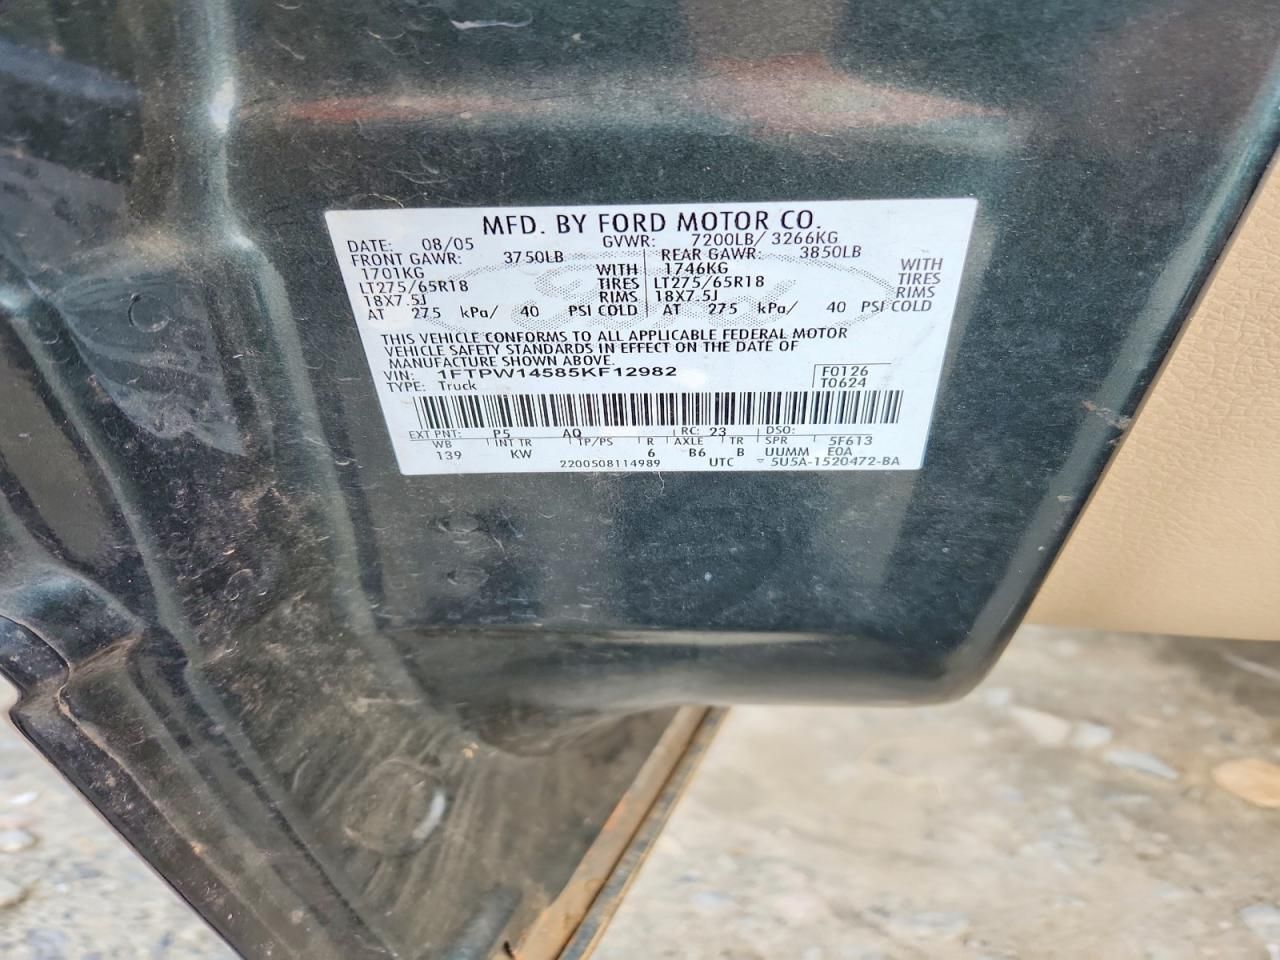 MFD. BY FORD MOTOR CO.
DATE: 08/05 GVWR: 7200LB/ 3266KG
FRONT GAWR: 3750LB REAR GAWR: 3850LB
1701KG WITH 1746KG WITH
LT275/65R18 TIRES LT275/65R18 TIRES
18X7.5J RIMS 18X7.5J RIMS
AT 275 kPa/ 40 PSI COLD AT 275 kPa/ 40 PSI COLD
THIS VEHICLE CONFORMS TO ALL APPLICABLE FEDERAL MOTOR
VEHICLE SAFETY STANDARDS IN EFFECT ON THE DATE OF
MANUFACTURE SHOWN ABOVE.
VIN: 1FTPW14585KF12982 F0126
TYPE: Truck T0624
EXT PNT: P5 AQ RC: 23 DSO:
WB INT TR TP/PS R AXLE TR SPR 5F613
139 KW 6 B6 B UUMM E0A
2200508114989 UTC 5U5A-1520472-BA